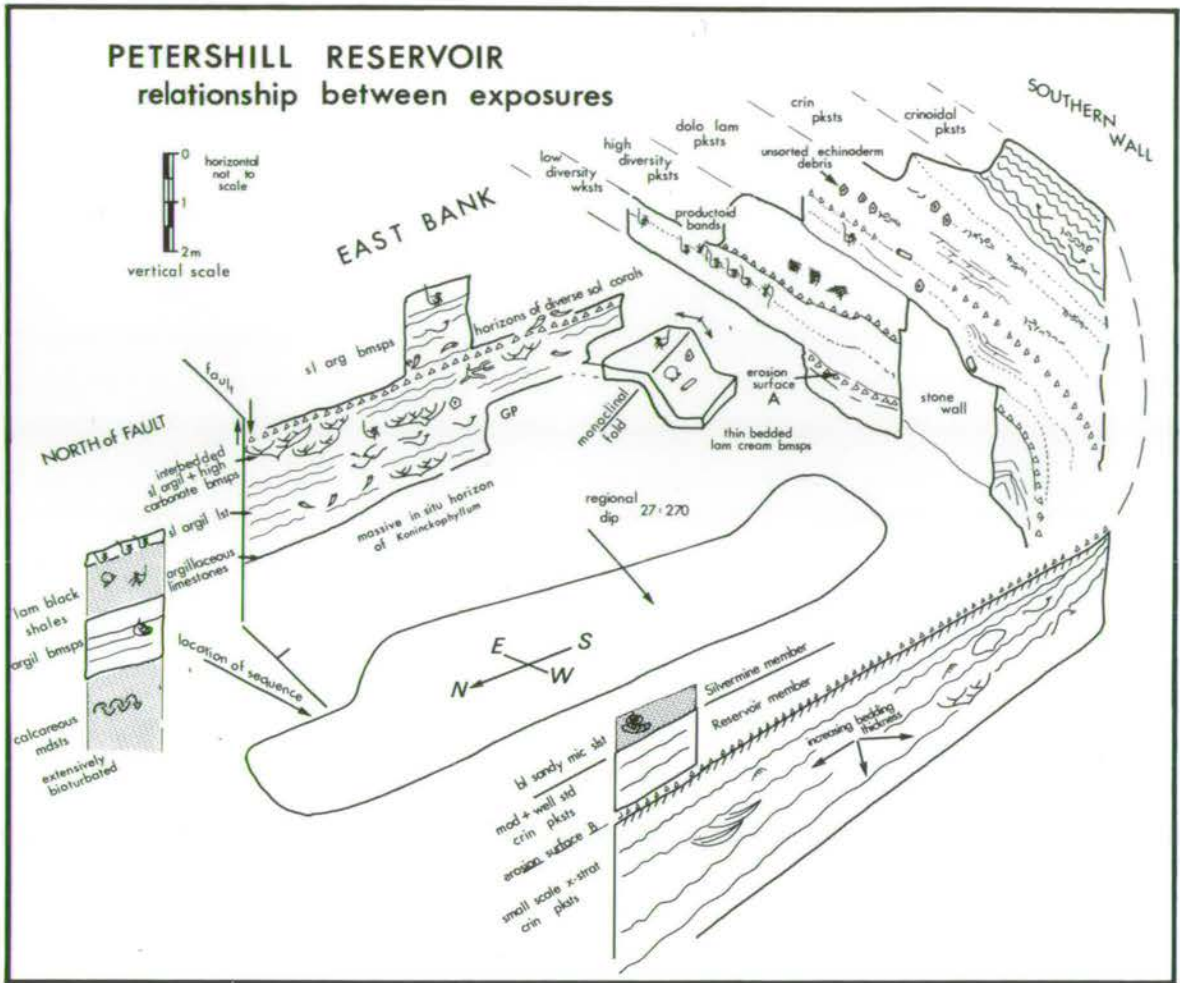 PETERSHILL RESERVOIR
relationship between exposures
0
1
2m
horizontal
not to
scale
vertical scale
EAST BANK
SOUTHERN
WALL
low
diversity
wksts
high
diversity
pksts
dolo lam
pksts
crin
pksts
crinoidal
pksts
unsorted echinoderm
debris
productoid
bands
sl arg bmsps
horizons of diverse sol corals
fault
NORTH of FAULT
interbedded
sl argil + high
carbonate bmsps
sl argil lst
argillaceous
limestones
massive in situ horizon
of Koninckophyllum
GP
monoclinal
fold
erosion
surface
A
thin bedded
lam cream bmsps
stone
wall
regional
dip 27:270
lam black
shales
argil bmsps
calcareous
mdsts
extensively
bioturbated
location of sequence
E
S
N
W
Silvermine member
Reservoir member
increasing bedding
thickness
bl sandy mic slst
mod + well std
crin pksts
erosion surface B
small scale x-strat
crin pksts